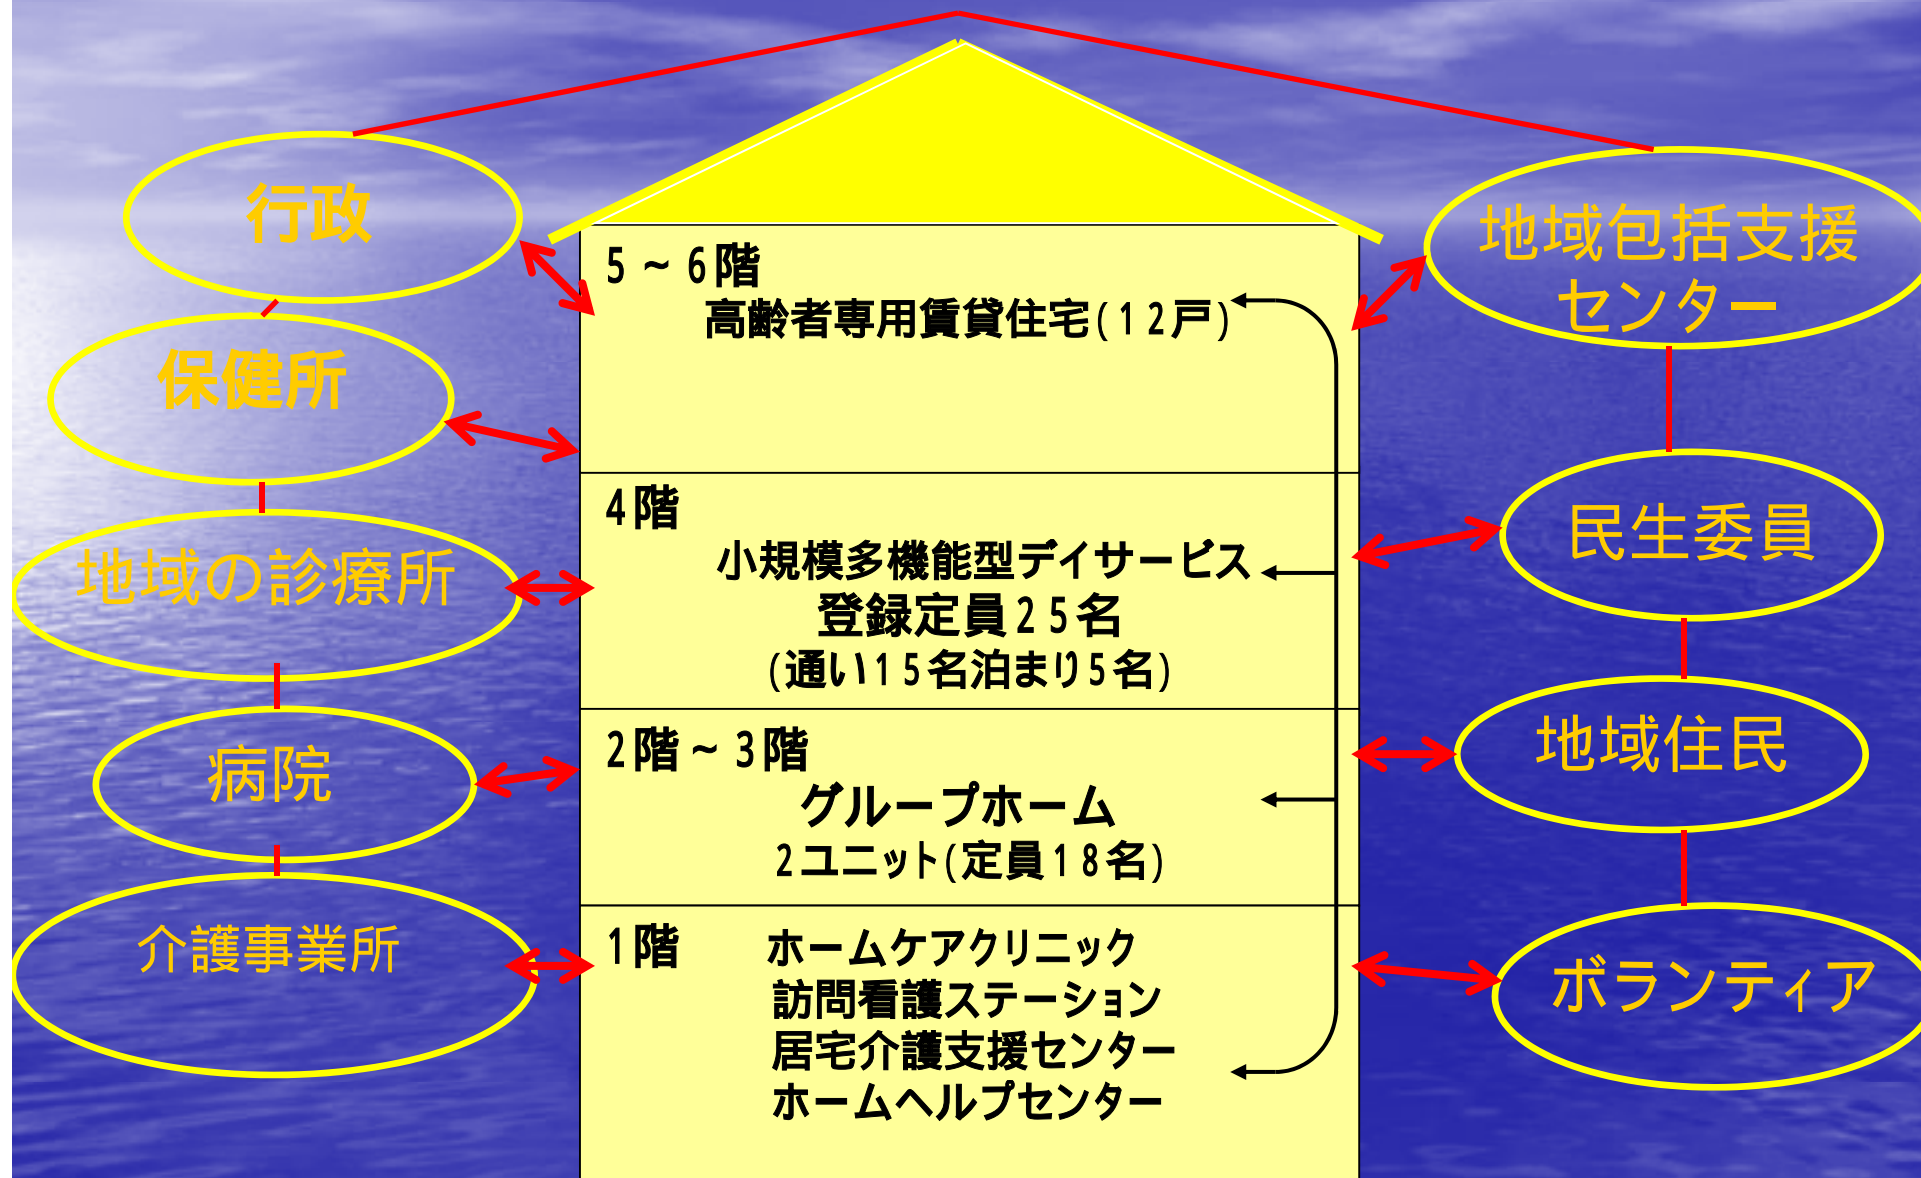 行政
保健所
地域の診療所
病院
介護事業所
5~6階
高齢者専用賃貸住宅(12戸)
4階
小規模多機能型デイサービス
登録定員25名
(通い15名泊まり5名)
2階~3階
グループホーム
2ユニット(定員18名)
1階 ホームケアクリニック
訪問看護ステーション
居宅介護支援センター
ホームヘルプセンター
地域包括支援
センター
民生委員
地域住民
ボランティア